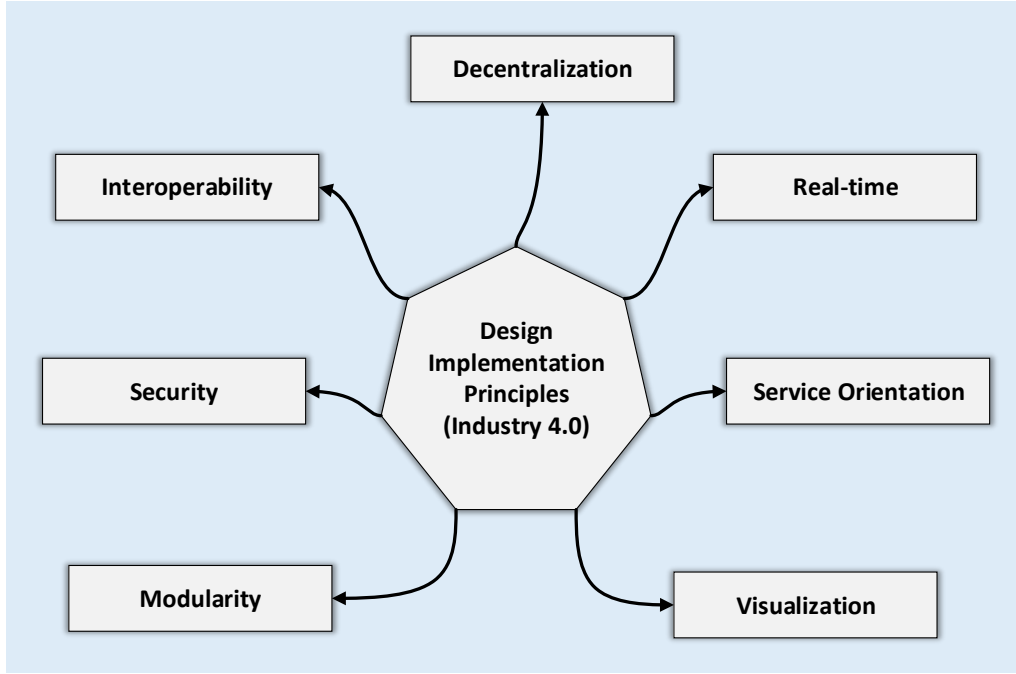 Decentralization
Interoperability
Real-time
Design
Implementation
Principles
(Industry 4.0)
Security
Service Orientation
Modularity
Visualization